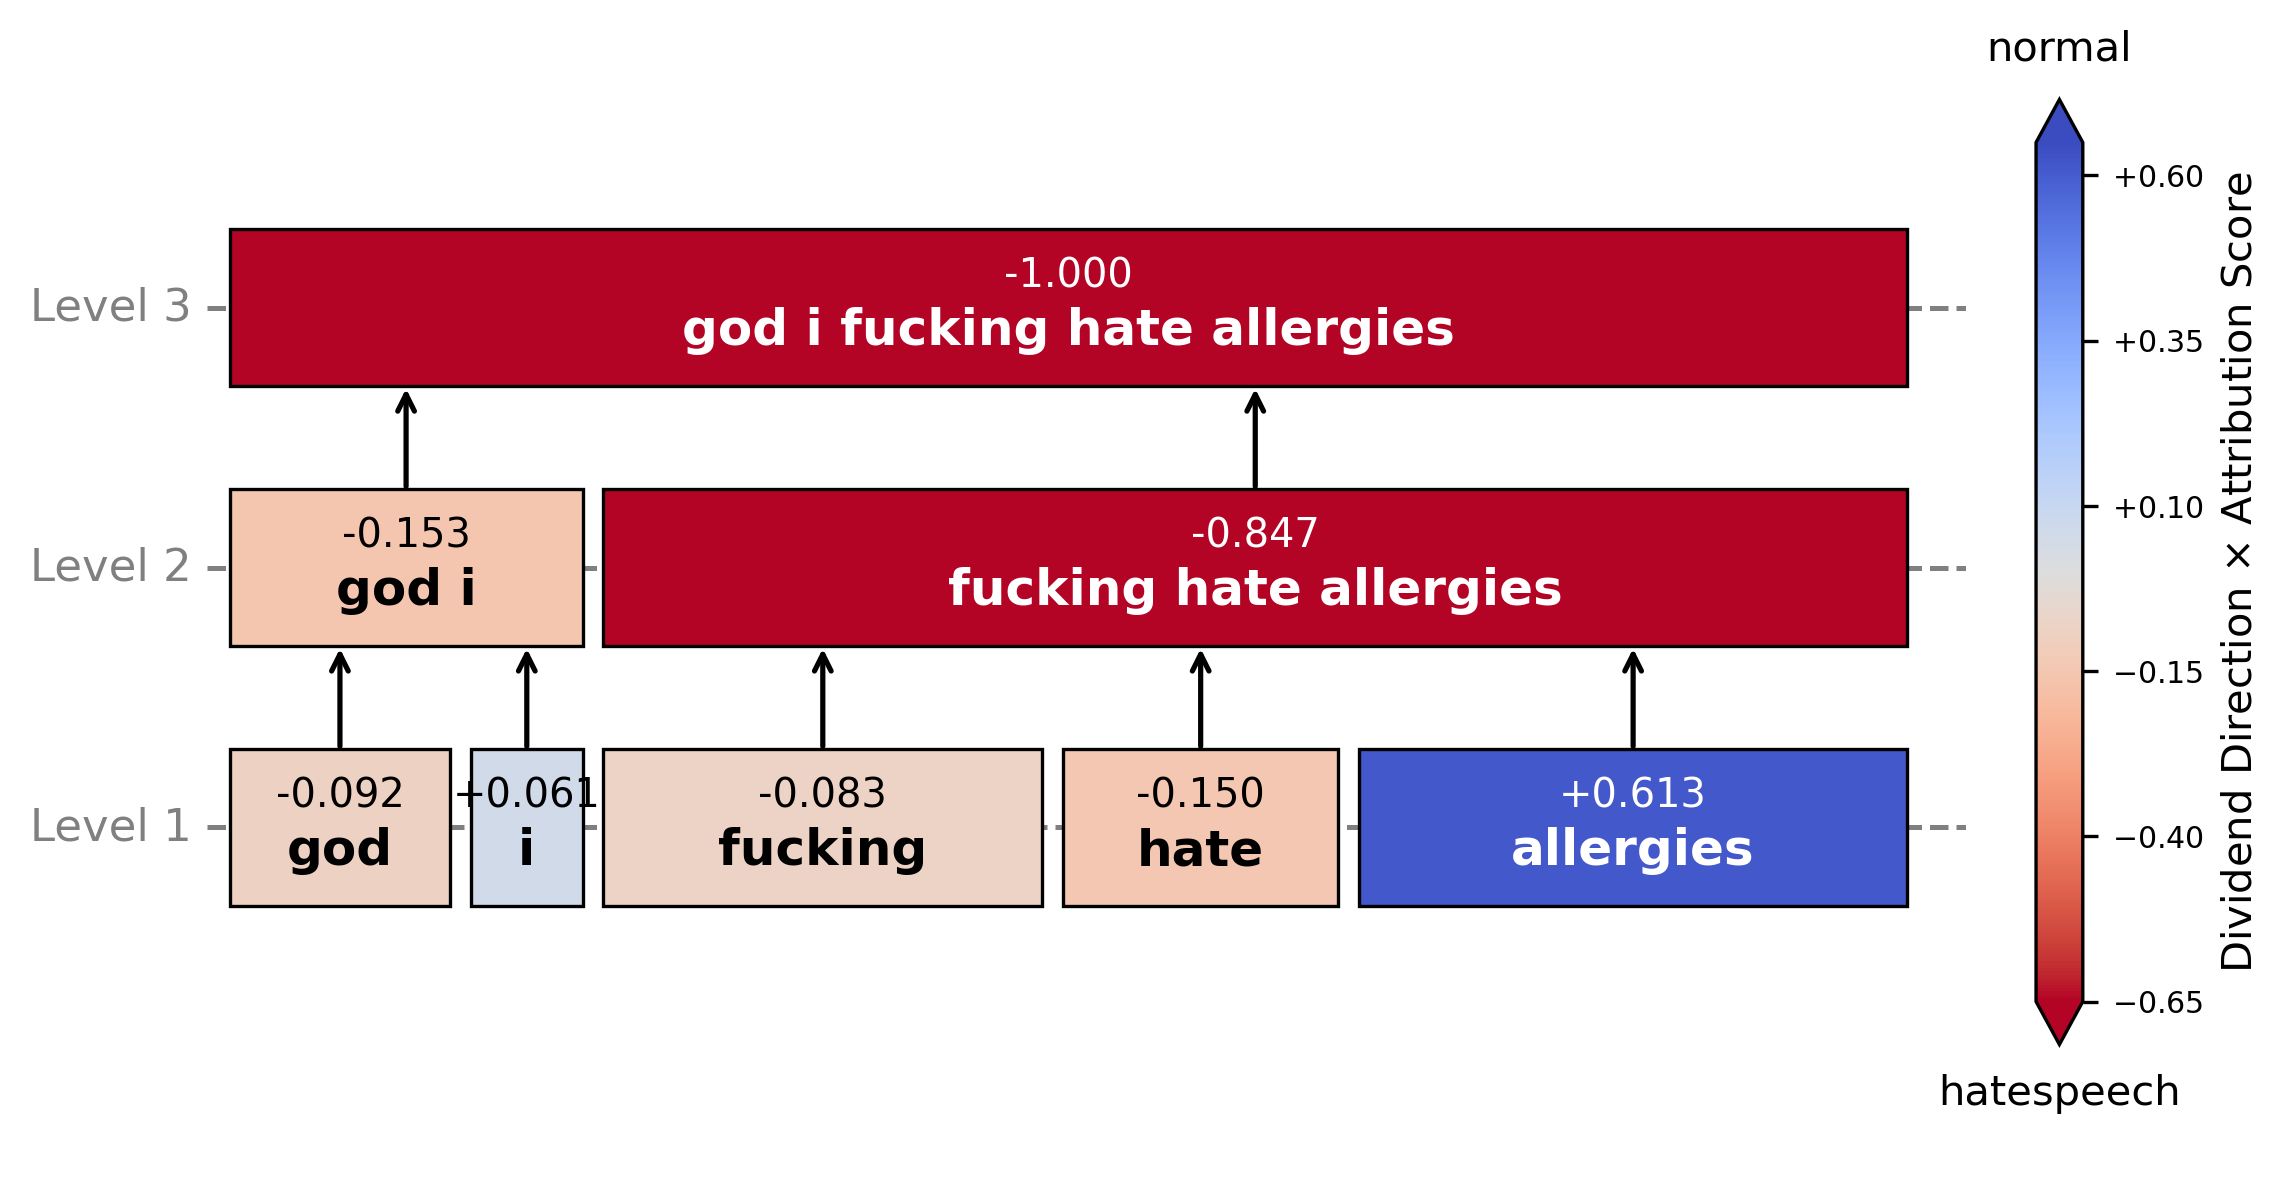 normal
Level 3
-1.000
god i fucking hate allergies
Level 2
-0.153
god i
-0.847
fucking hate allergies
Level 1
-0.092
god
+0.061
i
-0.083
fucking
-0.150
hate
+0.613
allergies
+0.60
+0.35
+0.10
−0.15
−0.40
−0.65
Dividend Direction × Attribution Score
hatespeech